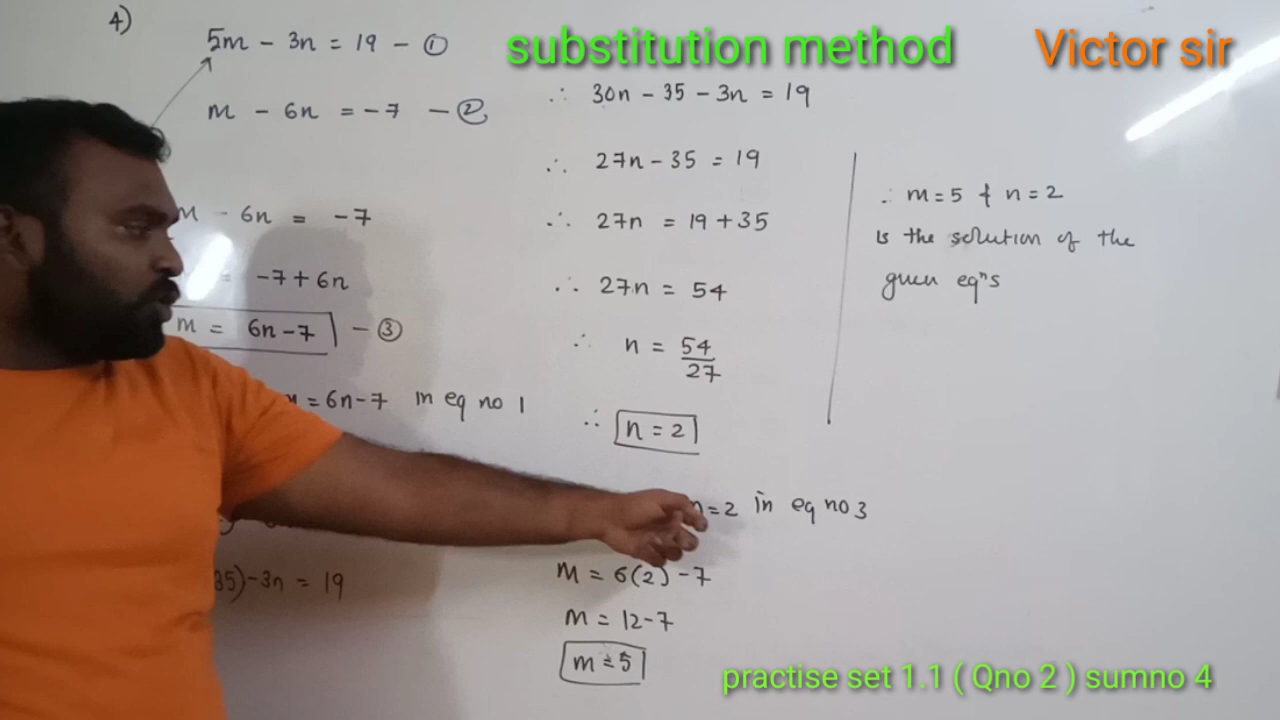 4)
5m - 3n = 19 - ①
m - 6n = -7 - ②
m - 6n = -7
= -7 + 6n
m = 6n - 7 - ③
m = 6n - 7 in eq no 1
35) - 3n = 19
substitution method
∴ 30n - 35 - 3n = 19
∴ 27n - 35 = 19
∴ 27n = 19 + 35
∴ 27n = 54
∴ n = 54/27
∴ n = 2
n = 2 in eq no 3
m = 6(2) - 7
m = 12 - 7
m = 5
Victor sir
∴ m = 5 & n = 2
is the solution of the
given eqⁿs
practise set 1.1 ( Qno 2 ) sumno 4